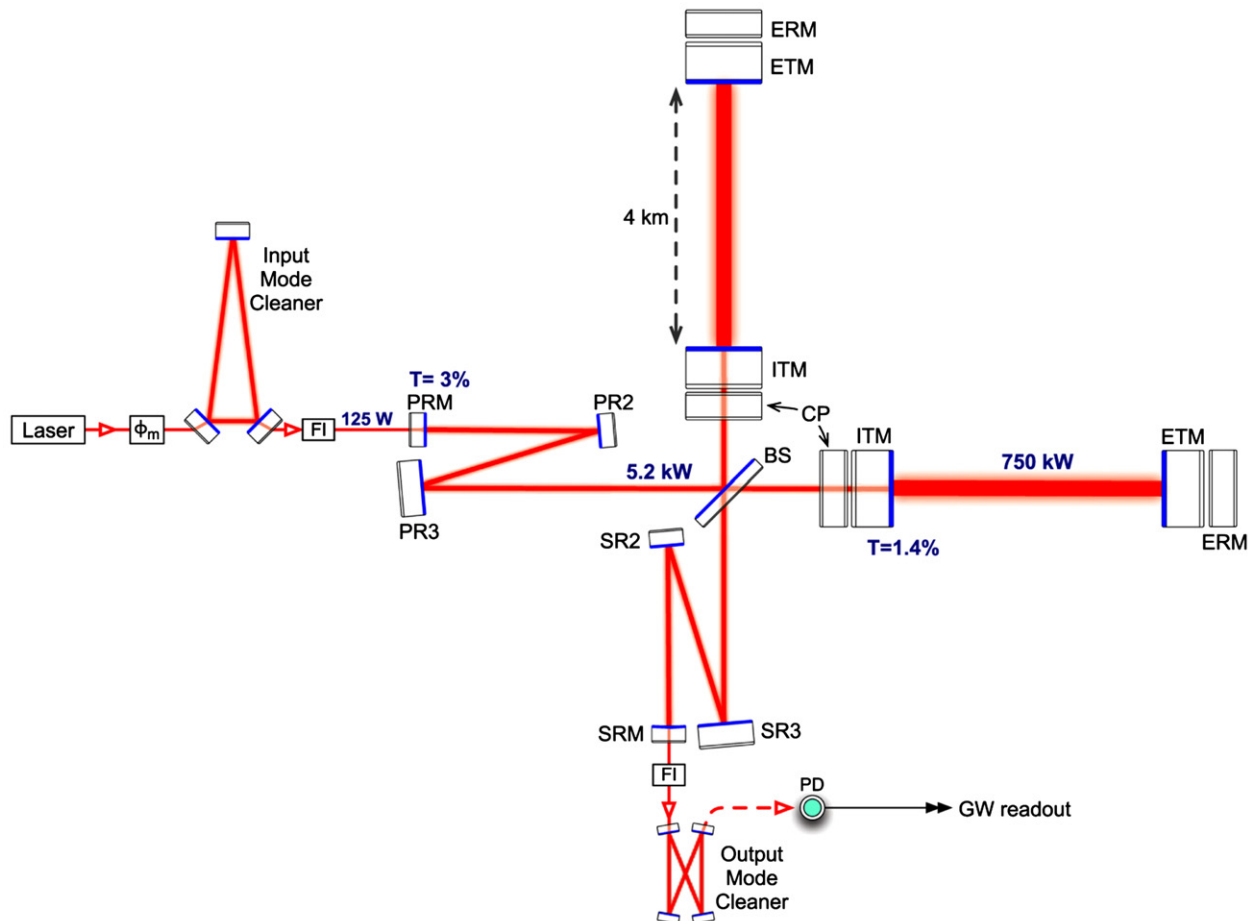 ERM
ETM
4 km
Input
Mode
Cleaner
ITM
T= 3%
PRM
PR2
CP
Laser
ϕm
FI
125 W
BS
ITM
ETM
5.2 kW
750 kW
PR3
SR2
T=1.4%
ERM
SRM
SR3
FI
PD
GW readout
Output
Mode
Cleaner